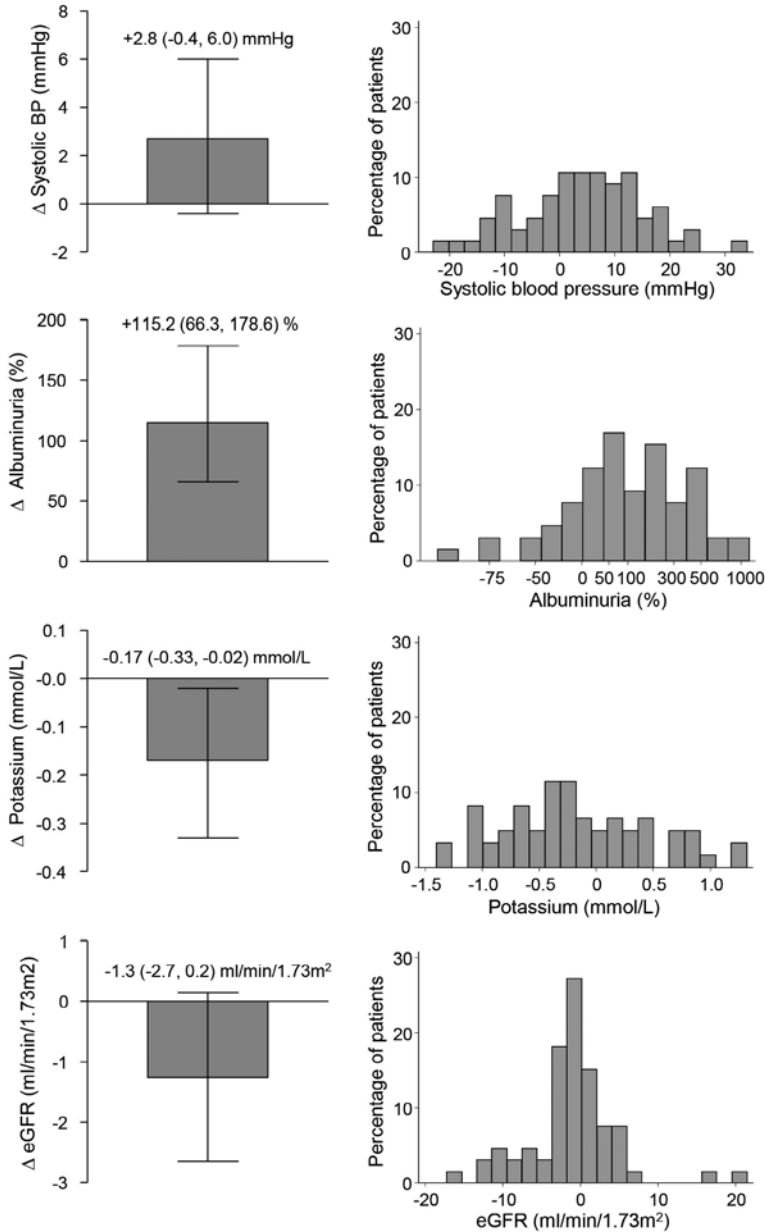 Δ Systolic BP (mmHg)
8
6
4
2
0
-2
+2.8 (-0.4, 6.0) mmHg
Percentage of patients
30
20
10
0
-20 -10 0 10 20 30
Systolic blood pressure (mmHg)
Δ Albuminuria (%)
200
150
100
50
0
+115.2 (66.3, 178.6) %
Percentage of patients
30
20
10
0
-75 -50 0 50 100 300 500 1000
Albuminuria (%)
Δ Potassium (mmol/L)
0.1
-0.0
-0.1
-0.2
-0.3
-0.4
-0.17 (-0.33, -0.02) mmol/L
Percentage of patients
30
20
10
0
-1.5 -1.0 -0.5 0 0.5 1.0
Potassium (mmol/L)
Δ eGFR (ml/min/1.73m2)
1
0
-1
-2
-3
-1.3 (-2.7, 0.2) ml/min/1.73m²
Percentage of patients
30
20
10
0
-20 -10 0 10 20
eGFR (ml/min/1.73m²)